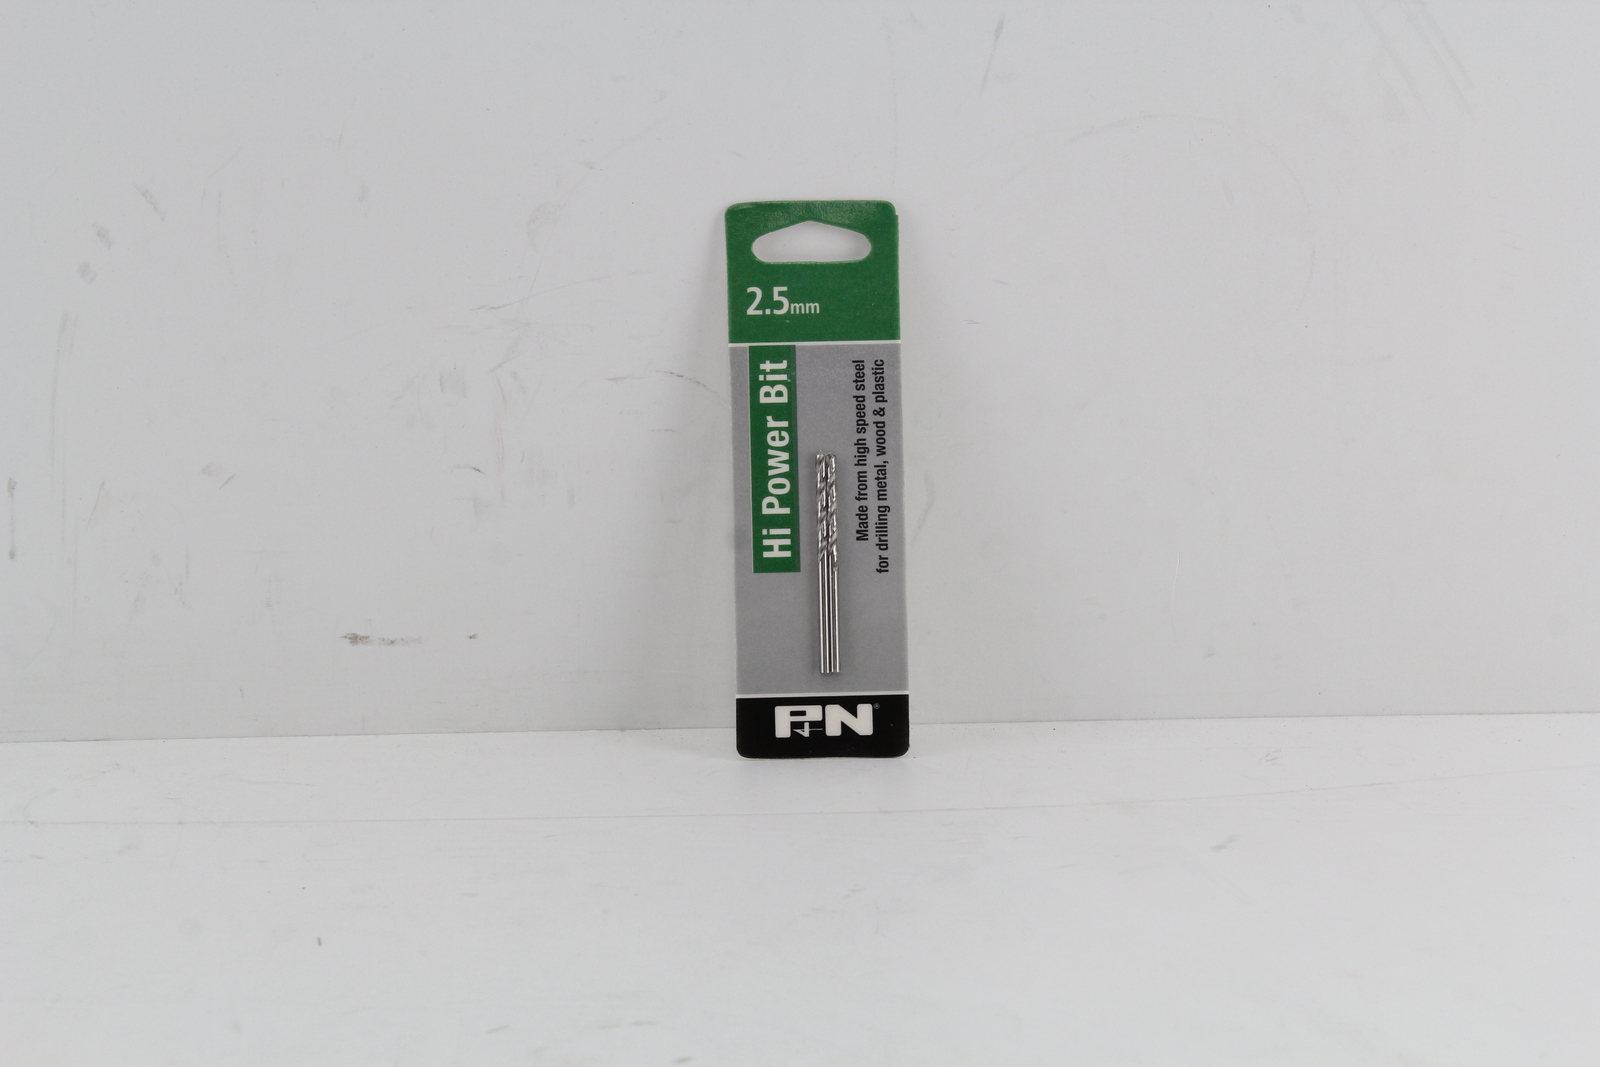 2.5mm
Hi Power Bit
Made from high speed steel
for drilling metal, wood & plastic
P&N®